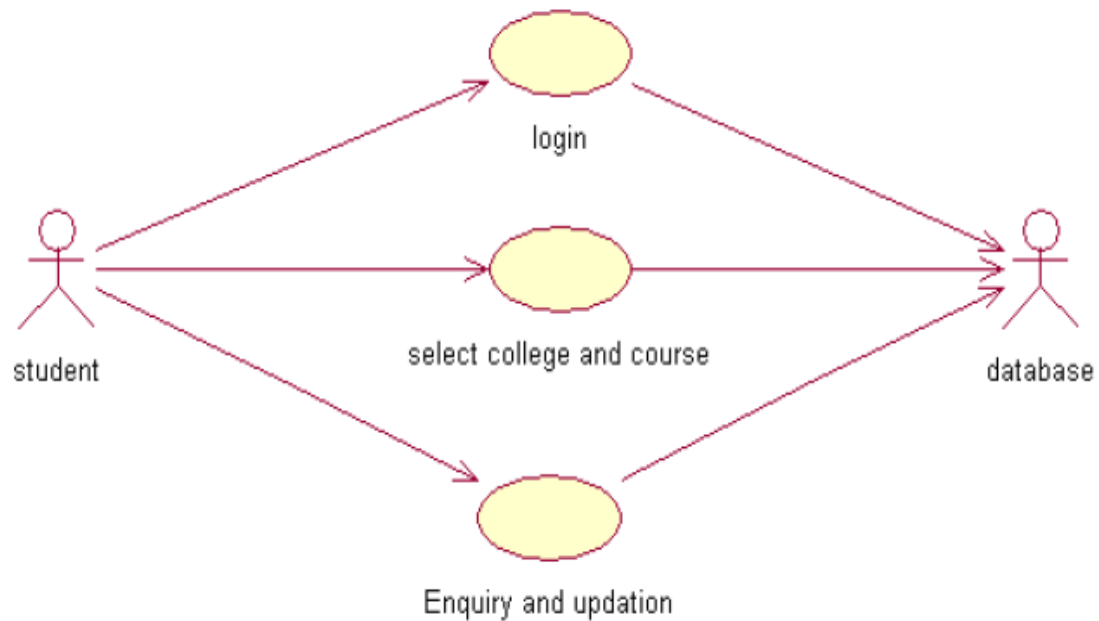 login
student
select college and course
database
Enquiry and updation